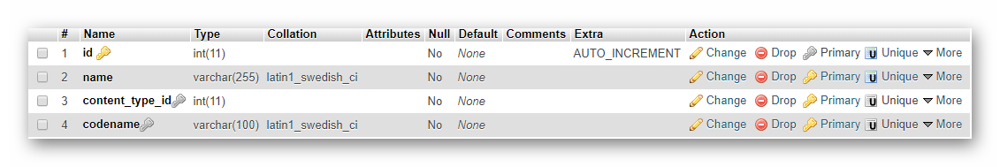 # Name Type Collation Attributes Null Default Comments Extra Action
1 id int(11) No None AUTO_INCREMENT Change Drop Primary Unique More
2 name varchar(255) latin1_swedish_ci No None Change Drop Primary Unique More
3 content_type_id int(11) No None Change Drop Primary Unique More
4 codename varchar(100) latin1_swedish_ci No None Change Drop Primary Unique More